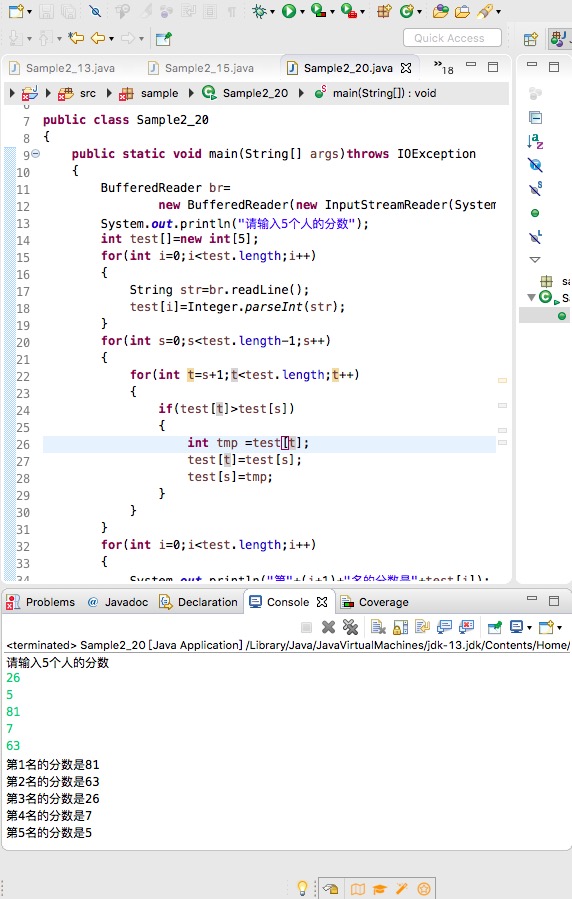 Quick Access
Sample2_13.java
Sample2_15.java
Sample2_20.java
»18
src
sample
Sample2_20
main(String[]) : void
7 public class Sample2_20
8 {
9 public static void main(String[] args)throws IOException
10 {
11 BufferedReader br=
12 new BufferedReader(new InputStreamReader(System
13 System.out.println("请输入5个人的分数");
14 int test[]=new int[5];
15 for(int i=0;i<test.length;i++)
16 {
17 String str=br.readLine();
18 test[i]=Integer.parseInt(str);
19 }
20 for(int s=0;s<test.length-1;s++)
21 {
22 for(int t=s+1;t<test.length;t++)
23 {
24 if(test[t]>test[s])
25 {
26 int tmp =test[t];
27 test[t]=test[s];
28 test[s]=tmp;
29 }
30 }
31 }
32 for(int i=0;i<test.length;i++)
33 {
34 System.out.println("第"+(i+1)+"名的分数是"+test[i]);
Problems
@ Javadoc
Declaration
Console
Coverage
<terminated> Sample2_20 [Java Application] /Library/Java/JavaVirtualMachines/jdk-13.jdk/Contents/Home/
请输入5个人的分数
26
5
81
7
63
第1名的分数是81
第2名的分数是63
第3名的分数是26
第4名的分数是7
第5名的分数是5